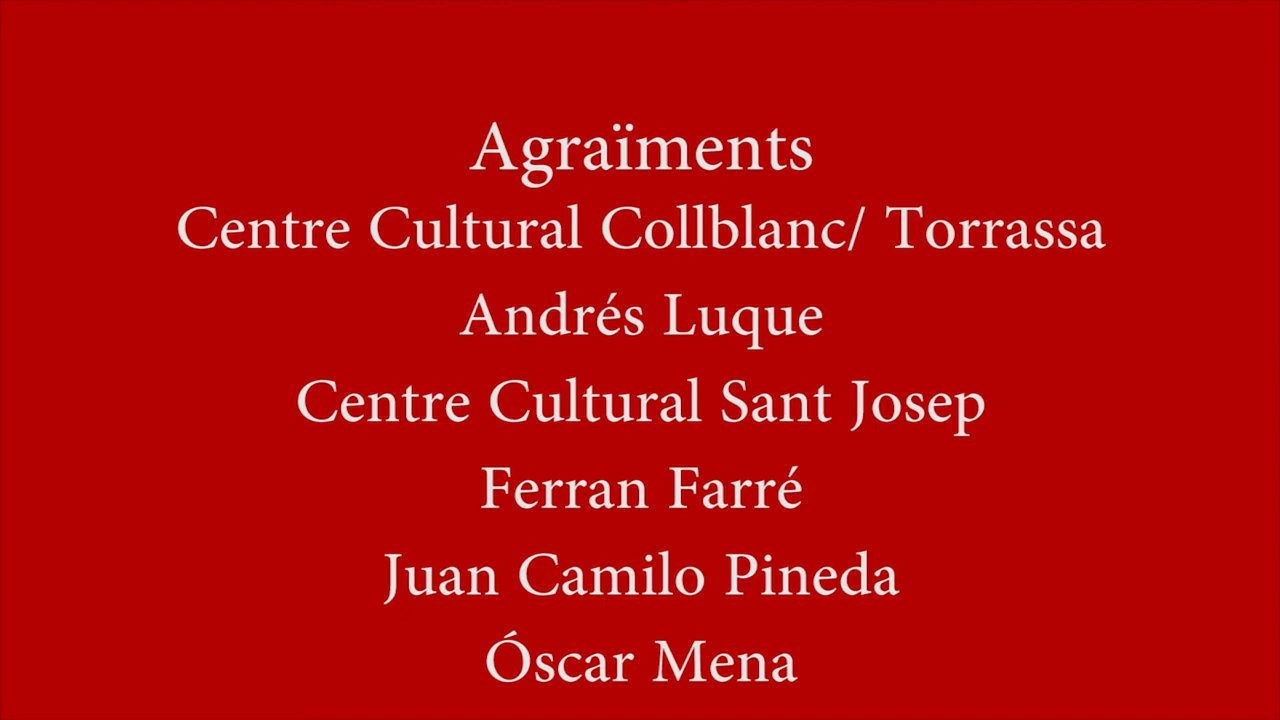 Agraïments
Centre Cultural Collblanc/ Torrassa
Andrés Luque
Centre Cultural Sant Josep
Ferran Farré
Juan Camilo Pineda
Óscar Mena